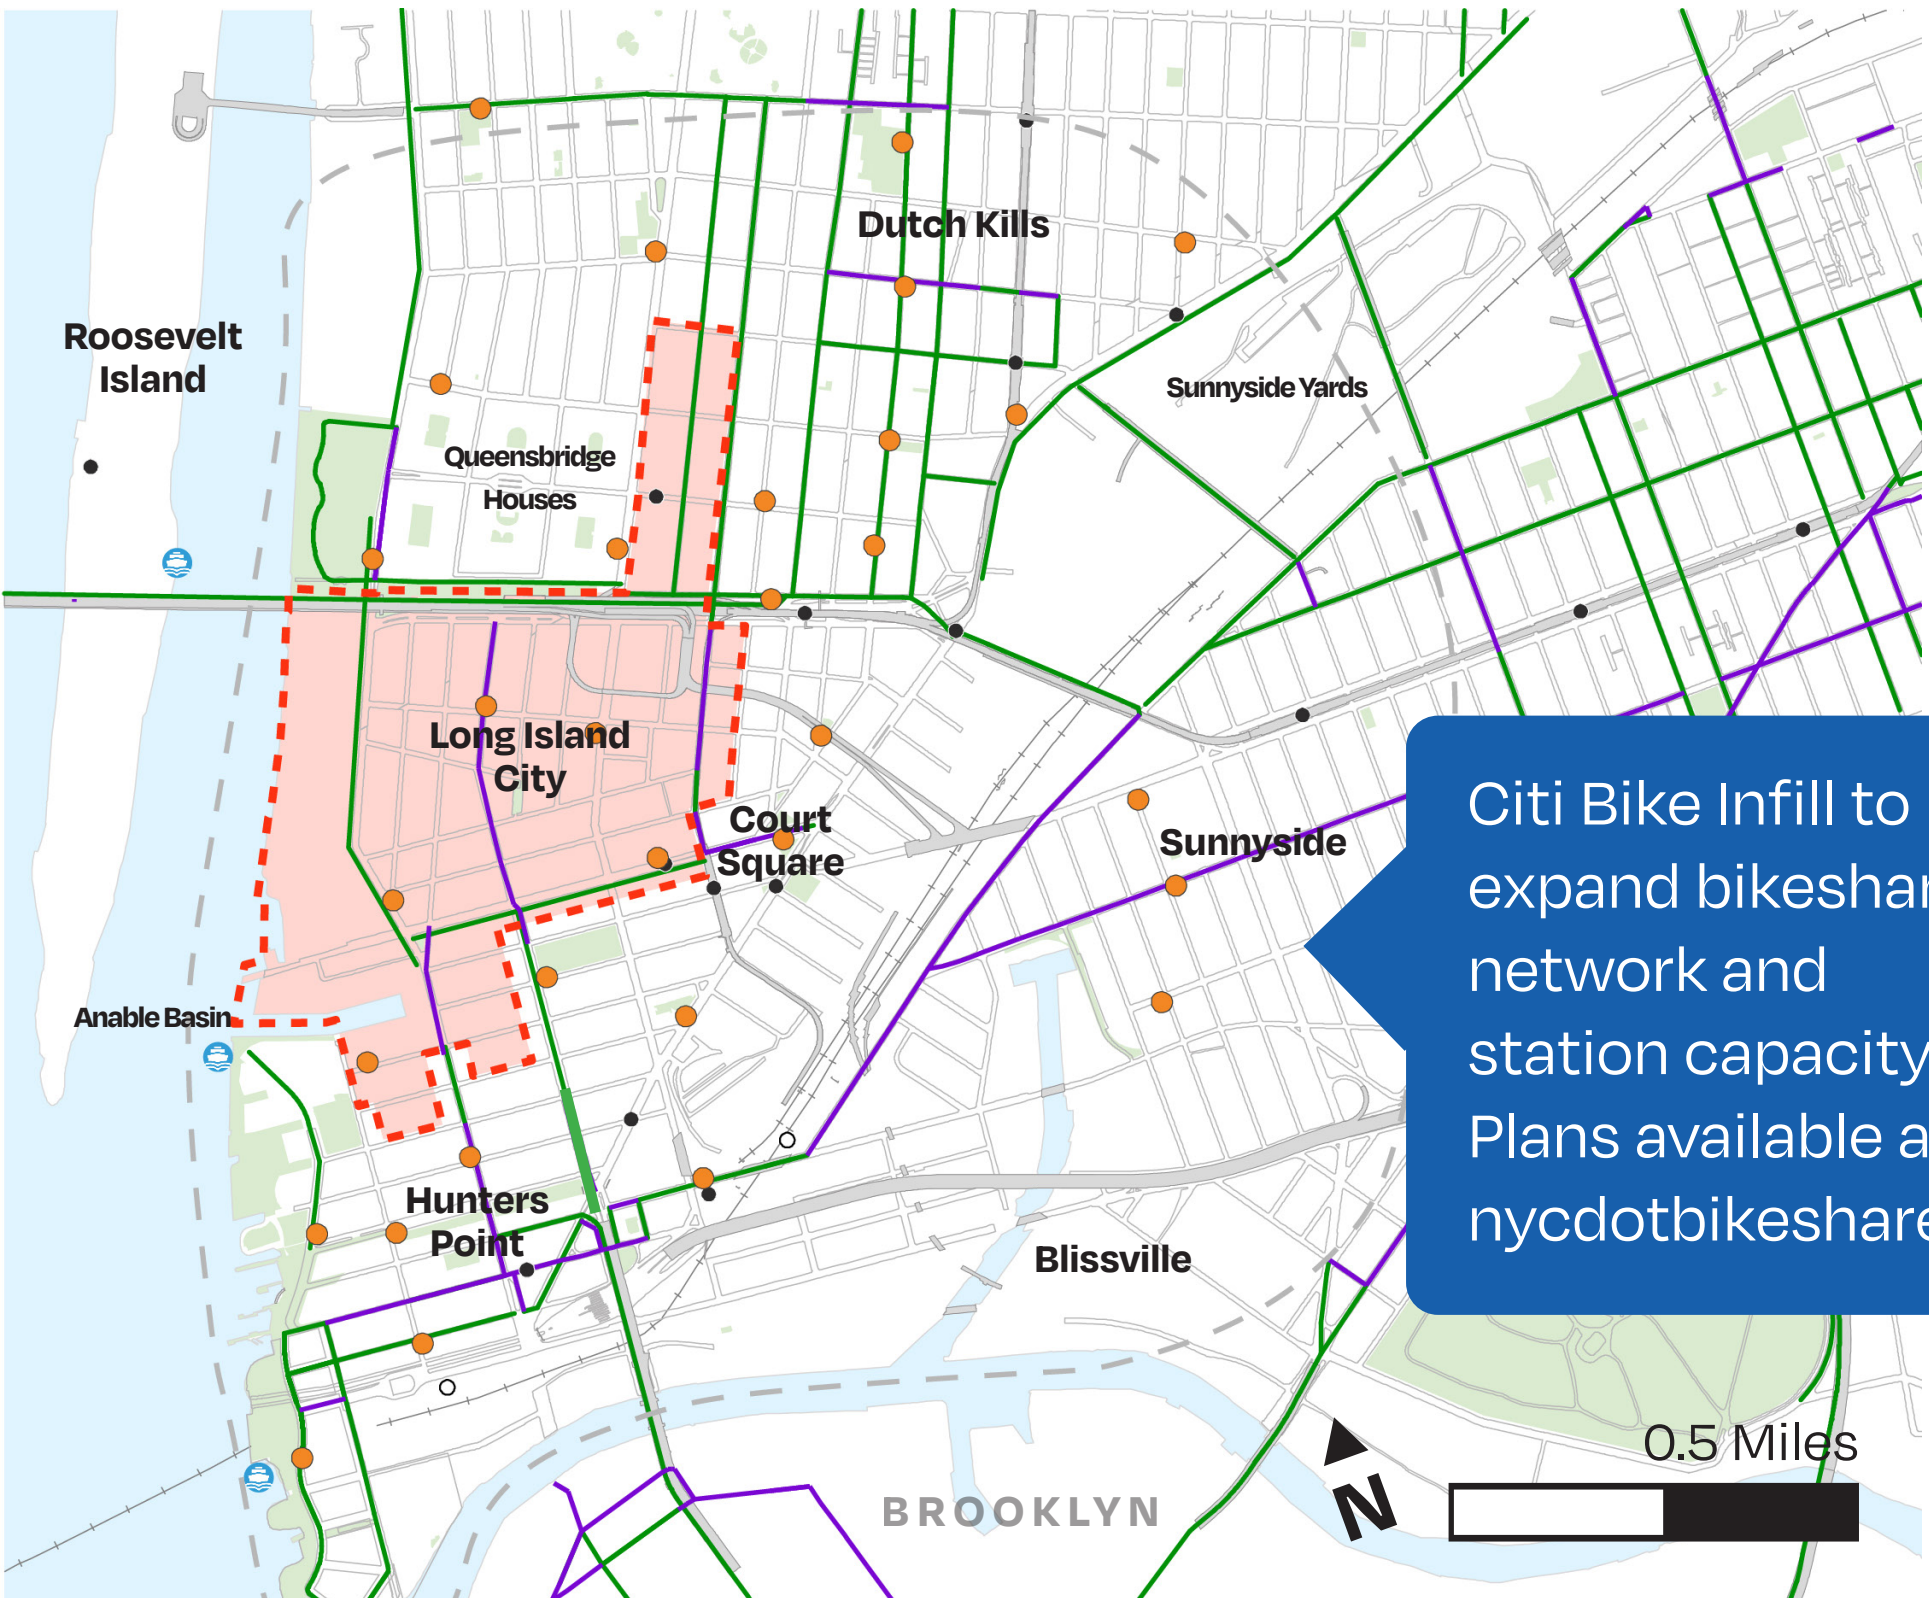 Dutch Kills
Roosevelt
Island
Sunnyside Yards
Queensbridge
Houses
Long Island
City
Court
Square
Sunnyside
Citi Bike Infill to
expand bikeshar
network and
station capacity
Plans available a
nycdotbikeshare
Anable Basin
Hunters
Point
Blissville
0.5 Miles
N
BROOKLYN